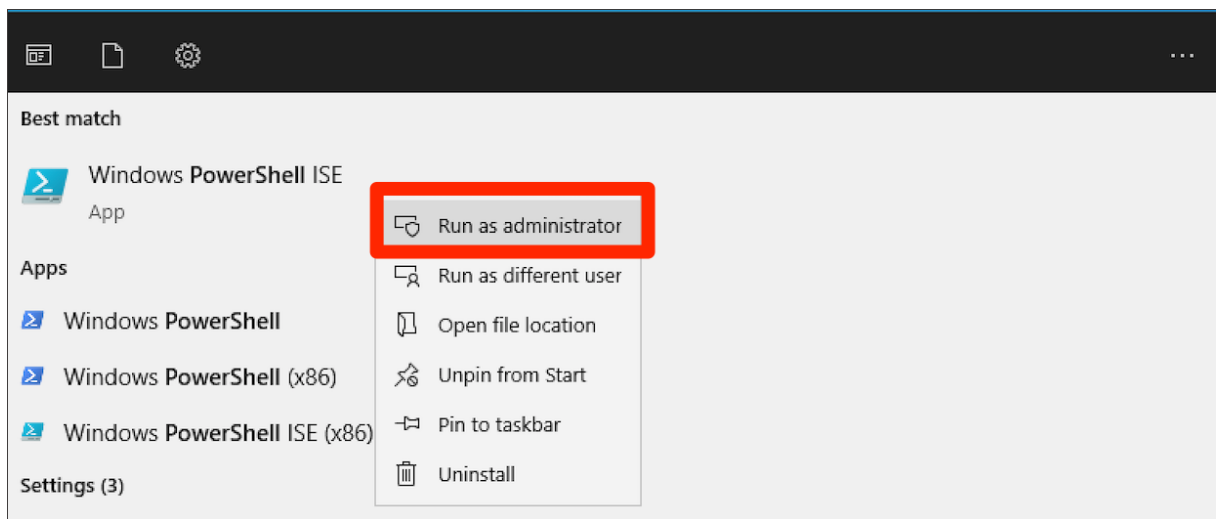 Best match
Windows PowerShell ISE
App
Run as administrator
Apps
Run as different user
Windows PowerShell
Open file location
Windows PowerShell (x86)
Unpin from Start
Windows PowerShell ISE (x86)
Pin to taskbar
Settings (3)
Uninstall